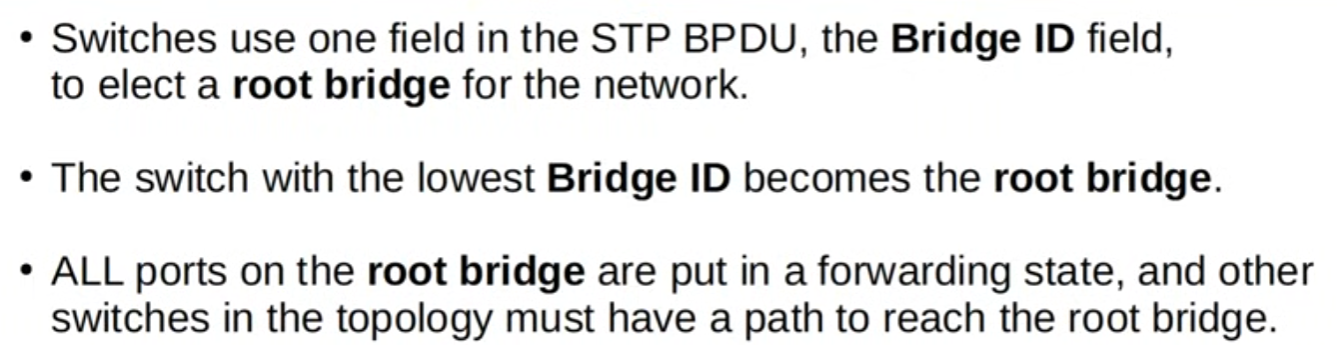 • Switches use one field in the STP BPDU, the Bridge ID field,
to elect a root bridge for the network.
• The switch with the lowest Bridge ID becomes the root bridge.
• ALL ports on the root bridge are put in a forwarding state, and other
switches in the topology must have a path to reach the root bridge.